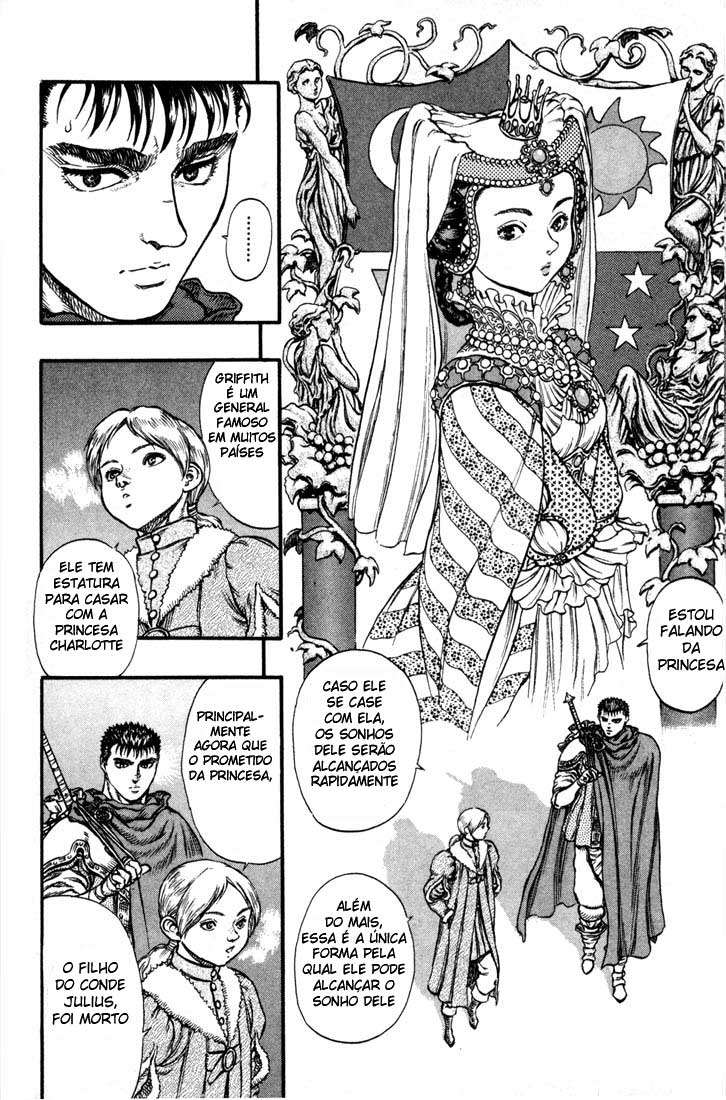 ESTOU
FALANDO
DA
PRINCESA
CASO ELE
SE CASE
COM ELA,
OS SONHOS
DELE SERÃO
ALCANÇADOS
RAPIDAMENTE
ALÉM
DO MAIS,
ESSA É A ÚNICA
FORMA PELA
QUAL ELE PODE
ALCANÇAR O
SONHO DELE
.........
GRIFFITH
É UM
GENERAL
FAMOSO
EM MUITOS
PAÍSES
ELE TEM
ESTATURA
PARA CASAR
COM A
PRINCESA
CHARLOTTE
PRINCIPAL-
MENTE
AGORA QUE
O PROMETIDO
DA PRINCESA,
O FILHO
DO CONDE
JULIUS,
FOI MORTO